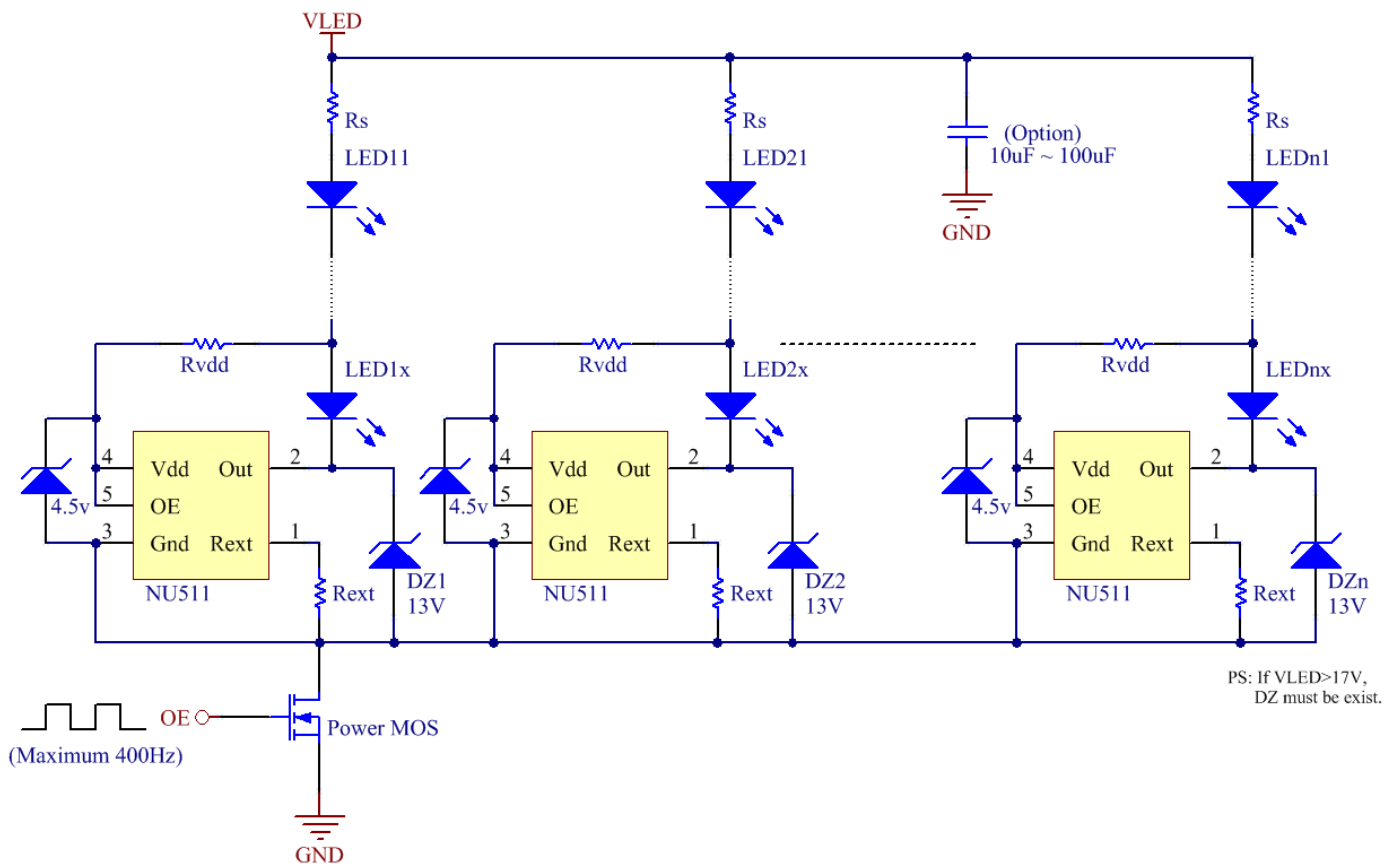 VLED
Rs
Rs
(Option)
10uF ~ 100uF
Rs
LED11
LED21
LEDn1
GND
Rvdd
Rvdd
Rvdd
LED1x
LED2x
LEDnx
4 Vdd Out 2
4 Vdd Out 2
4 Vdd Out 2
4.5v 5 OE
4.5v 5 OE
4.5v 5 OE
3 Gnd Rext 1
3 Gnd Rext 1
3 Gnd Rext 1
NU511
Rext
DZ1
13V
NU511
Rext
DZ2
13V
NU511
Rext
DZn
13V
PS: If VLED>17V,
DZ must be exist.
OE
Power MOS
(Maximum 400Hz)
GND